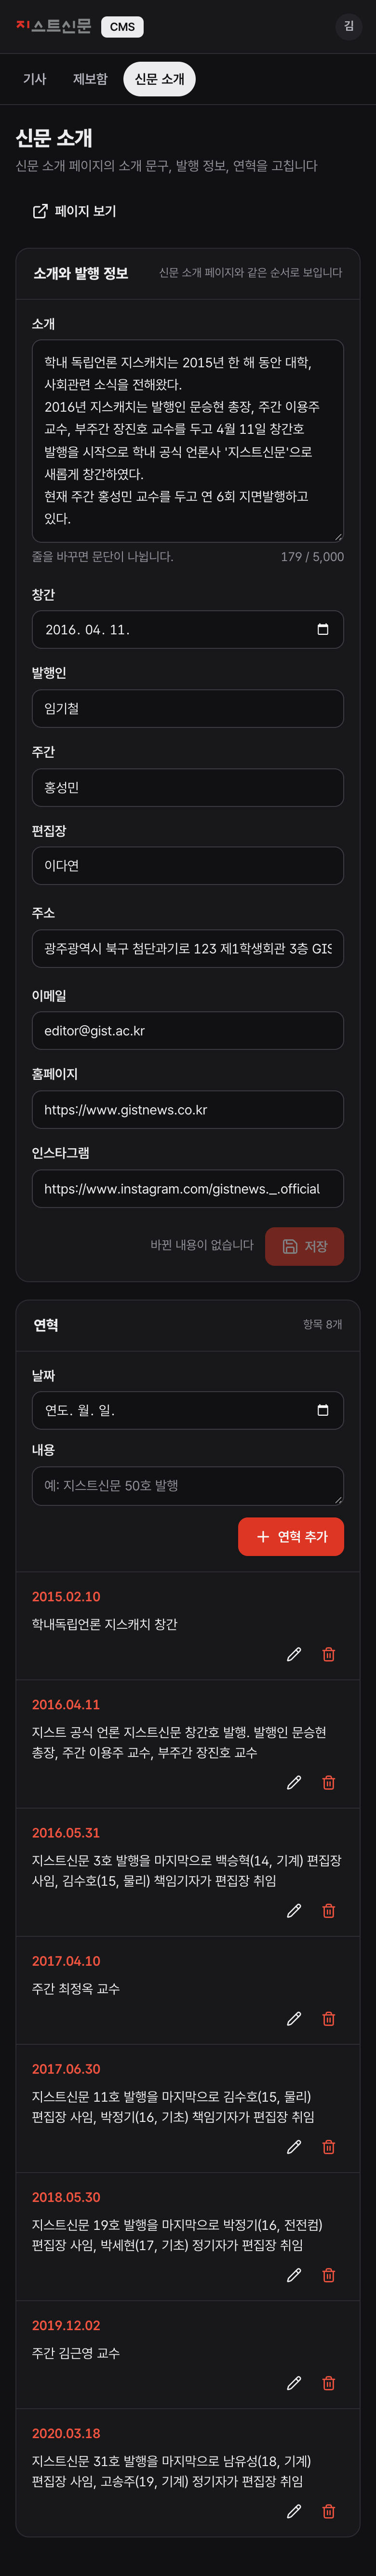 지스트신문 CMS 김
기사 제보함 신문 소개
신문 소개
신문 소개 페이지의 소개 문구, 발행 정보, 연혁을 고칩니다
페이지 보기
소개와 발행 정보 신문 소개 페이지와 같은 순서로 보입니다
소개
학내 독립언론 지스캐치는 2015년 한 해 동안 대학,
사회관련 소식을 전해왔다.
2016년 지스캐치는 발행인 문승현 총장, 주간 이용주
교수, 부주간 장진호 교수를 두고 4월 11일 창간호
발행을 시작으로 학내 공식 언론사 '지스트신문'으로
새롭게 창간하였다.
현재 주간 홍성민 교수를 두고 연 6회 지면발행하고
있다.
줄을 바꾸면 문단이 나뉩니다. 179 / 5,000
창간
2016. 04. 11.
발행인
임기철
주간
홍성민
편집장
이다연
주소
광주광역시 북구 첨단과기로 123 제1학생회관 3층 GIS
이메일
editor@gist.ac.kr
홈페이지
https://www.gistnews.co.kr
인스타그램
https://www.instagram.com/gistnews._.official
바뀐 내용이 없습니다 저장
연혁 항목 8개
날짜
연도. 월. 일.
내용
예: 지스트신문 50호 발행
연혁 추가
2015.02.10
학내독립언론 지스캐치 창간
2016.04.11
지스트 공식 언론 지스트신문 창간호 발행. 발행인 문승현
총장, 주간 이용주 교수, 부주간 장진호 교수
2016.05.31
지스트신문 3호 발행을 마지막으로 백승혁(14, 기계) 편집장
사임, 김수호(15, 물리) 책임기자가 편집장 취임
2017.04.10
주간 최정옥 교수
2017.06.30
지스트신문 11호 발행을 마지막으로 김수호(15, 물리)
편집장 사임, 박정기(16, 기초) 책임기자가 편집장 취임
2018.05.30
지스트신문 19호 발행을 마지막으로 박정기(16, 전전컴)
편집장 사임, 박세현(17, 기초) 정기자가 편집장 취임
2019.12.02
주간 김근영 교수
2020.03.18
지스트신문 31호 발행을 마지막으로 남유성(18, 기계)
편집장 사임, 고송주(19, 기계) 정기자가 편집장 취임